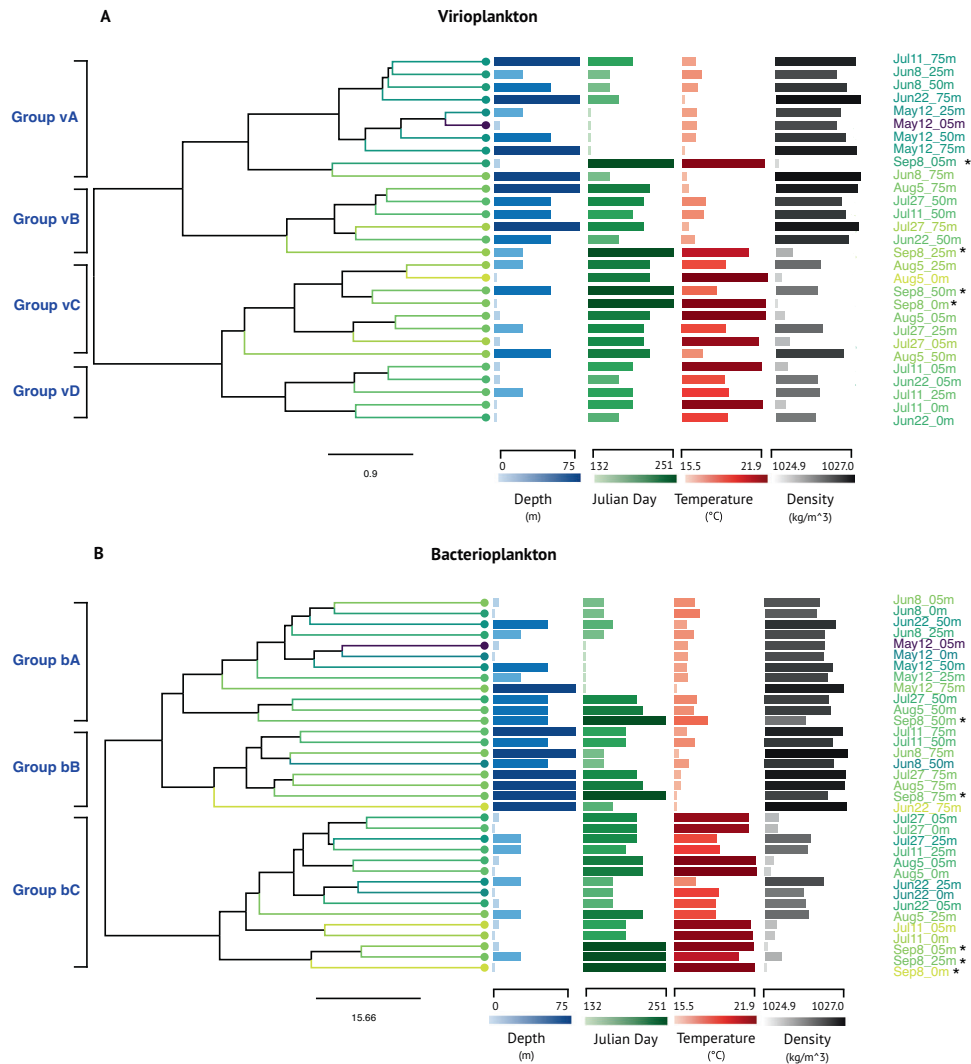 A
Virioplankton
Group vA
Group vB
Group vC
Group vD
Jul11_75m
Jun8_25m
Jun8_50m
Jun22_75m
May12_25m
May12_05m
May12_50m
May12_75m
Sep8_05m *
Jun8_75m
Aug5_75m
Jul27_50m
Jul11_50m
Jul27_75m
Jun22_50m
Sep8_25m *
Aug5_25m
Aug5_0m
Sep8_50m *
Sep8_0m *
Aug5_05m
Jul27_25m
Jul27_05m
Aug5_50m
Jul11_05m
Jun22_05m
Jul11_25m
Jul11_0m
Jun22_0m
0.9
0 75 132 251 15.5 21.9 1024.9 1027.0
Depth Julian Day Temperature Density
(m) (°C) (kg/m^3)
B
Bacterioplankton
Group bA
Group bB
Group bC
Jun8_05m
Jun8_0m
Jun22_50m
Jun8_25m
May12_05m
May12_0m
May12_50m
May12_25m
May12_75m
Jul27_50m
Aug5_50m
Sep8_50m *
Jul11_75m
Jul11_50m
Jun8_75m
Jun8_50m
Jul27_75m
Aug5_75m
Sep8_75m *
Jun22_75m
Jul27_05m
Jul27_0m
Jul27_25m
Jul11_25m
Aug5_05m
Aug5_0m
Jun22_25m
Jun22_0m
Jun22_05m
Aug5_25m
Jul11_05m
Jul11_0m
Sep8_05m *
Sep8_25m *
Sep8_0m *
15.66
0 75 132 251 15.5 21.9 1024.9 1027.0
Depth Julian Day Temperature Density
(m) (°C) (kg/m^3)